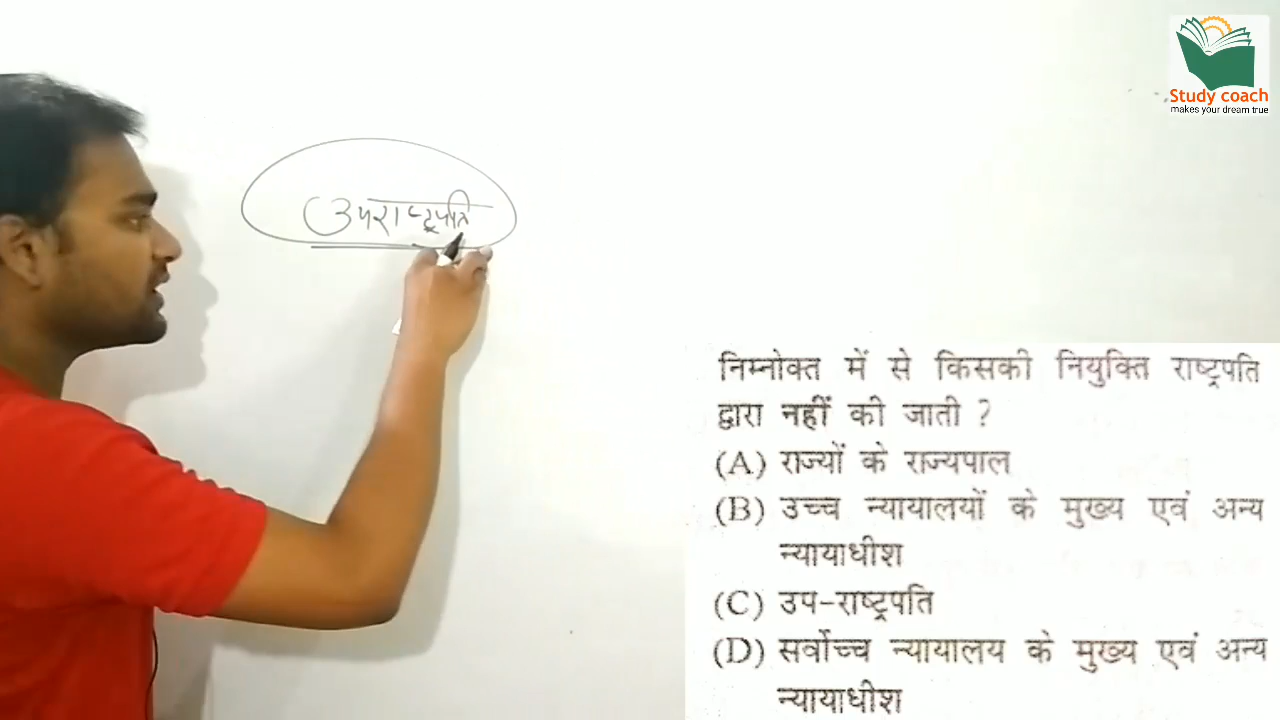 Study coach
makes your dream true
उपराष्ट्रपति
निम्नोक्त में से किसकी नियुक्ति राष्ट्रपति
द्वारा नहीं की जाती ?
(A) राज्यों के राज्यपाल
(B) उच्च न्यायालयों के मुख्य एवं अन्य
न्यायाधीश
(C) उप-राष्ट्रपति
(D) सर्वोच्च न्यायालय के मुख्य एवं अन्य
न्यायाधीश